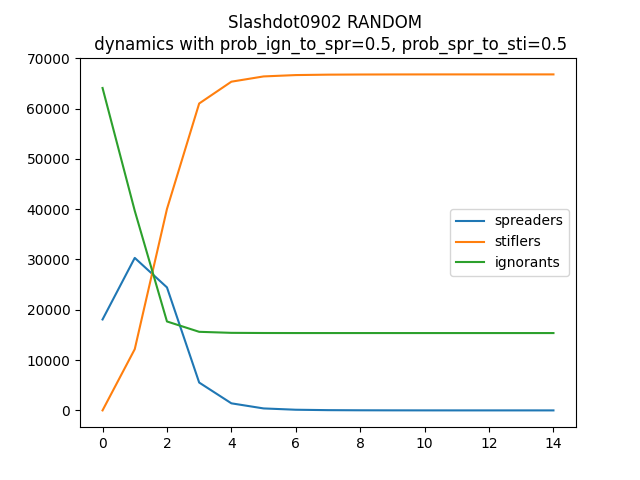 Slashdot0902 RANDOM
dynamics with prob_ign_to_spr=0.5, prob_spr_to_sti=0.5
70000
60000
50000
40000
30000
20000
10000
0
spreaders
stiflers
ignorants
0 2 4 6 8 10 12 14